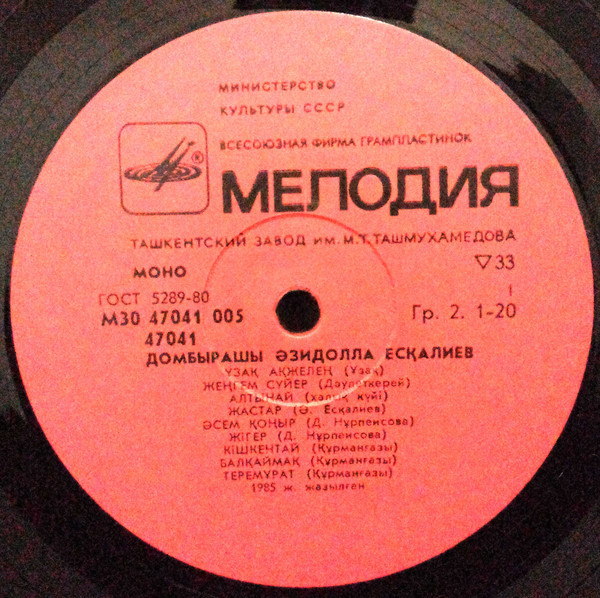 МИНИСТЕРСТВО
КУЛЬТУРЫ СССР
ВСЕСОЮЗНАЯ ФИРМА ГРАМПЛАСТИНОК
®
МЕЛОДИЯ
ТАШКЕНТСКИЙ ЗАВОД ИМ. М.Т. ТАШМУХАМЕДОВА
МОНО
▽33
ГОСТ 5289-80
1
М30 47041 005
Гр. 2. 1-20
47041
ДОМБЫРАШЫ ӘЗИДОЛЛА ЕСҚАЛИЕВ
ҰЗАҚ АҚЖЕЛЕҢ (Ұзақ)
ЖЕҢГЕМ СҮЙЕР (Дәулеткерей)
АЛТЫНАЙ (халық күйі)
ЖАСТАР (Ә. Есқалиев)
ӘСЕМ ҚОҢЫР (Д. Нұрпеисова)
ЖІГЕР (Д. Нұрпеисова)
КІШКЕНТАЙ (Құрманғазы)
БАЛҚАЙМАҚ (Құрманғазы)
ТЕРЕМҰРАТ (Құрманғазы)
1985 ж. жазылған